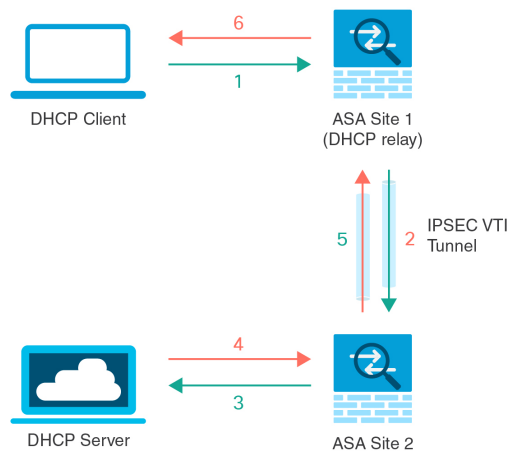 6
1
DHCP Client
ASA Site 1
(DHCP relay)
5
2
IPSEC VTI
Tunnel
4
3
DHCP Server
ASA Site 2